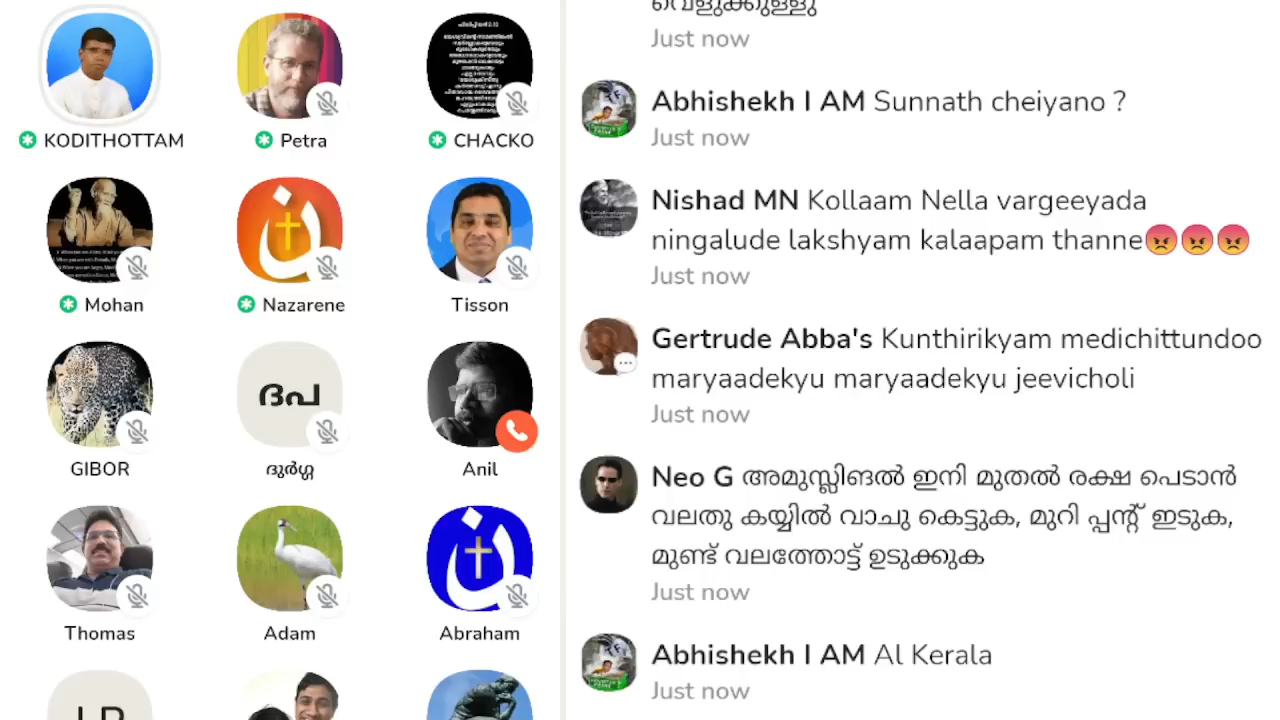 വെളുക്കുള്ളു
Just now
KODITHOTTAM
Petra
CHACKO
Abhishekh I AM Sunnath cheiyano ?
Just now
Nishad MN Kollaam Nella vargeeyada
ningalude lakshyam kalaapam thanne😡😡😡
Just now
Mohan
Nazarene
Tisson
Gertrude Abba's Kunthirikyam medichittundoo
maryaadekyu maryaadekyu jeevicholi
Just now
ദപ
GIBOR
ദുർഗ്ഗ
Anil
Neo G അമുസ്ലിങൽ ഇനി മുതൽ രക്ഷ പെടാൻ
വലതു കയ്യിൽ വാചു കെട്ടുക, മുറി പ്പന്റ് ഇടുക,
മുണ്ട് വലത്തോട്ട് ഉടുക്കുക
Just now
Thomas
Adam
Abraham
Abhishekh I AM Al Kerala
Just now